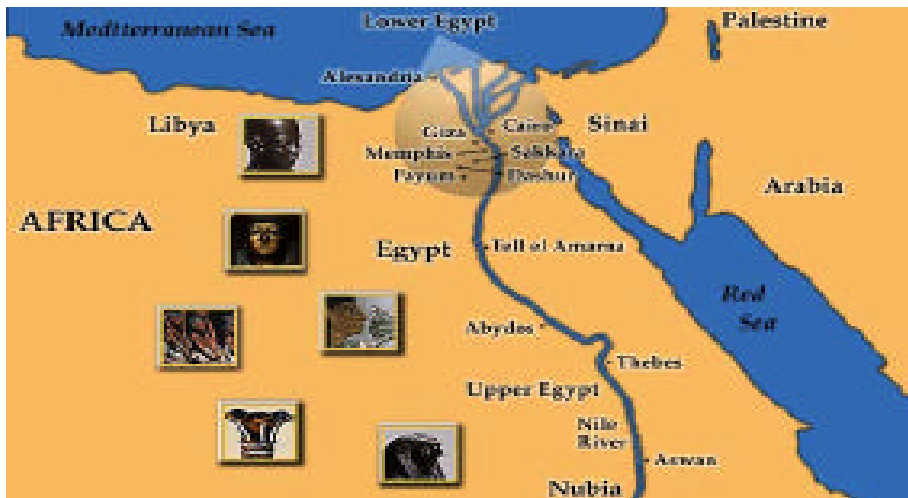 Lower Egypt
Palestine
Mediterranean Sea
Alexandria
Libya
Giza
Cairo
Sinai
Memphis
Sakkara
Fayum
Dashur
Arabia
AFRICA
Egypt
Tell el Amarna
Red
Sea
Abydos
Thebes
Upper Egypt
Nile
River
Aswan
Nubia